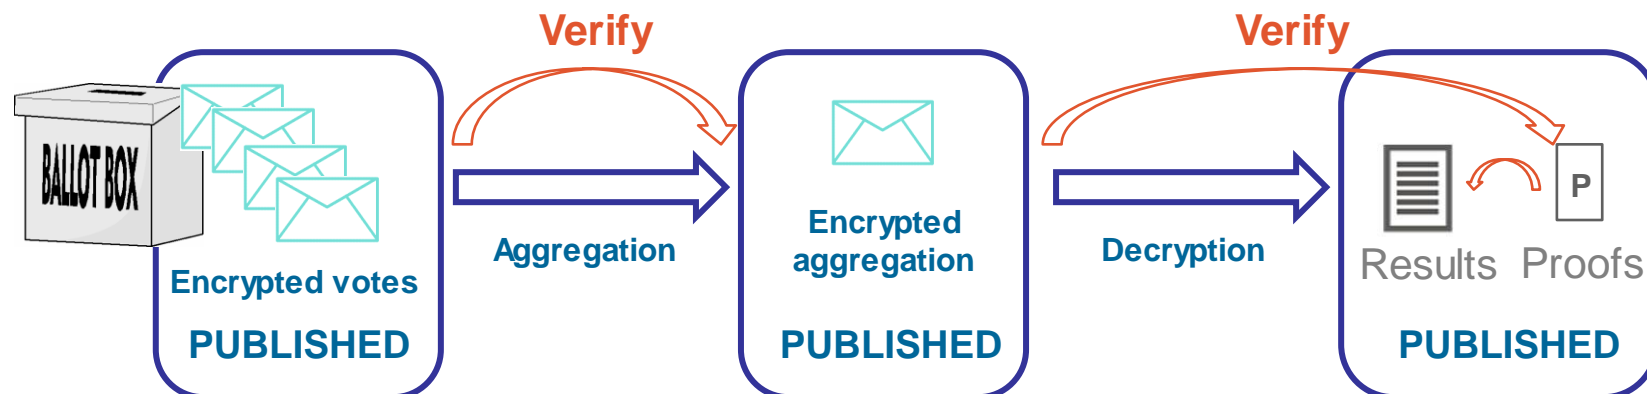 Verify
Verify
BALLOT BOX
Encrypted votes
PUBLISHED
Aggregation
Encrypted
aggregation
PUBLISHED
Decryption
P
Results
Proofs
PUBLISHED